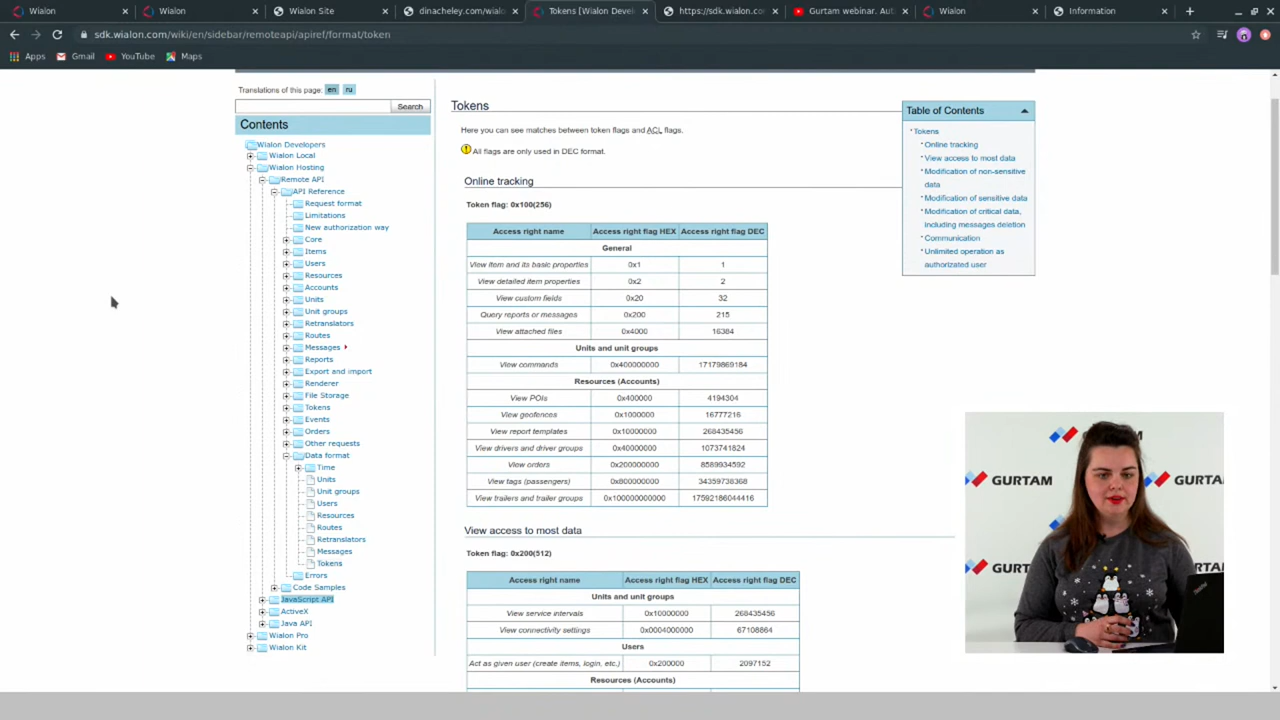 Wialon
Wialon
Wialon Site
dinacheley.com/wialo
Tokens [Wialon Devel
https://sdk.wialon.co
Gurtam webinar. Aut
Wialon
Information
sdk.wialon.com/wiki/en/sidebar/remoteapi/apiref/format/token
Apps
Gmail
YouTube
Maps
Translations of this page:
en
ru
Search
Contents
Wialon Developers
Wialon Local
Wialon Hosting
Remote API
API Reference
Request format
Limitations
New authorization way
Core
Items
Users
Resources
Accounts
Units
Unit groups
Retranslators
Routes
Messages
Reports
Export and import
Renderer
File Storage
Tokens
Events
Orders
Other requests
Data format
Time
Units
Unit groups
Users
Resources
Routes
Retranslators
Messages
Tokens
Errors
Code Samples
JavaScript API
ActiveX
Java API
Wialon Pro
Wialon Kit
Tokens
Here you can see matches between token flags and ACL flags.
All flags are only used in DEC format.
Online tracking
Token flag: 0x100(256)
Access right name Access right flag HEX Access right flag DEC
General
View item and its basic properties 0x1 1
View detailed item properties 0x2 2
View custom fields 0x20 32
Query reports or messages 0x200 215
View attached files 0x4000 16384
Units and unit groups
View commands 0x400000000 17179869184
Resources (Accounts)
View POIs 0x400000 4194304
View geofences 0x1000000 16777216
View report templates 0x10000000 268435456
View drivers and driver groups 0x40000000 1073741824
View orders 0x200000000 8589934592
View tags (passengers) 0x800000000 34359738368
View trailers and trailer groups 0x100000000000 17592186044416
View access to most data
Token flag: 0x200(512)
Access right name Access right flag HEX Access right flag DEC
Units and unit groups
View service intervals 0x10000000 268435456
View connectivity settings 0x0004000000 67108864
Users
Act as given user (create items, login, etc.) 0x200000 2097152
Resources (Accounts)
Table of Contents
Tokens
Online tracking
View access to most data
Modification of non-sensitive
data
Modification of sensitive data
Modification of critical data,
including messages deletion
Communication
Unlimited operation as
authorized user
GURTAM
GURTA
GURT
GURTA